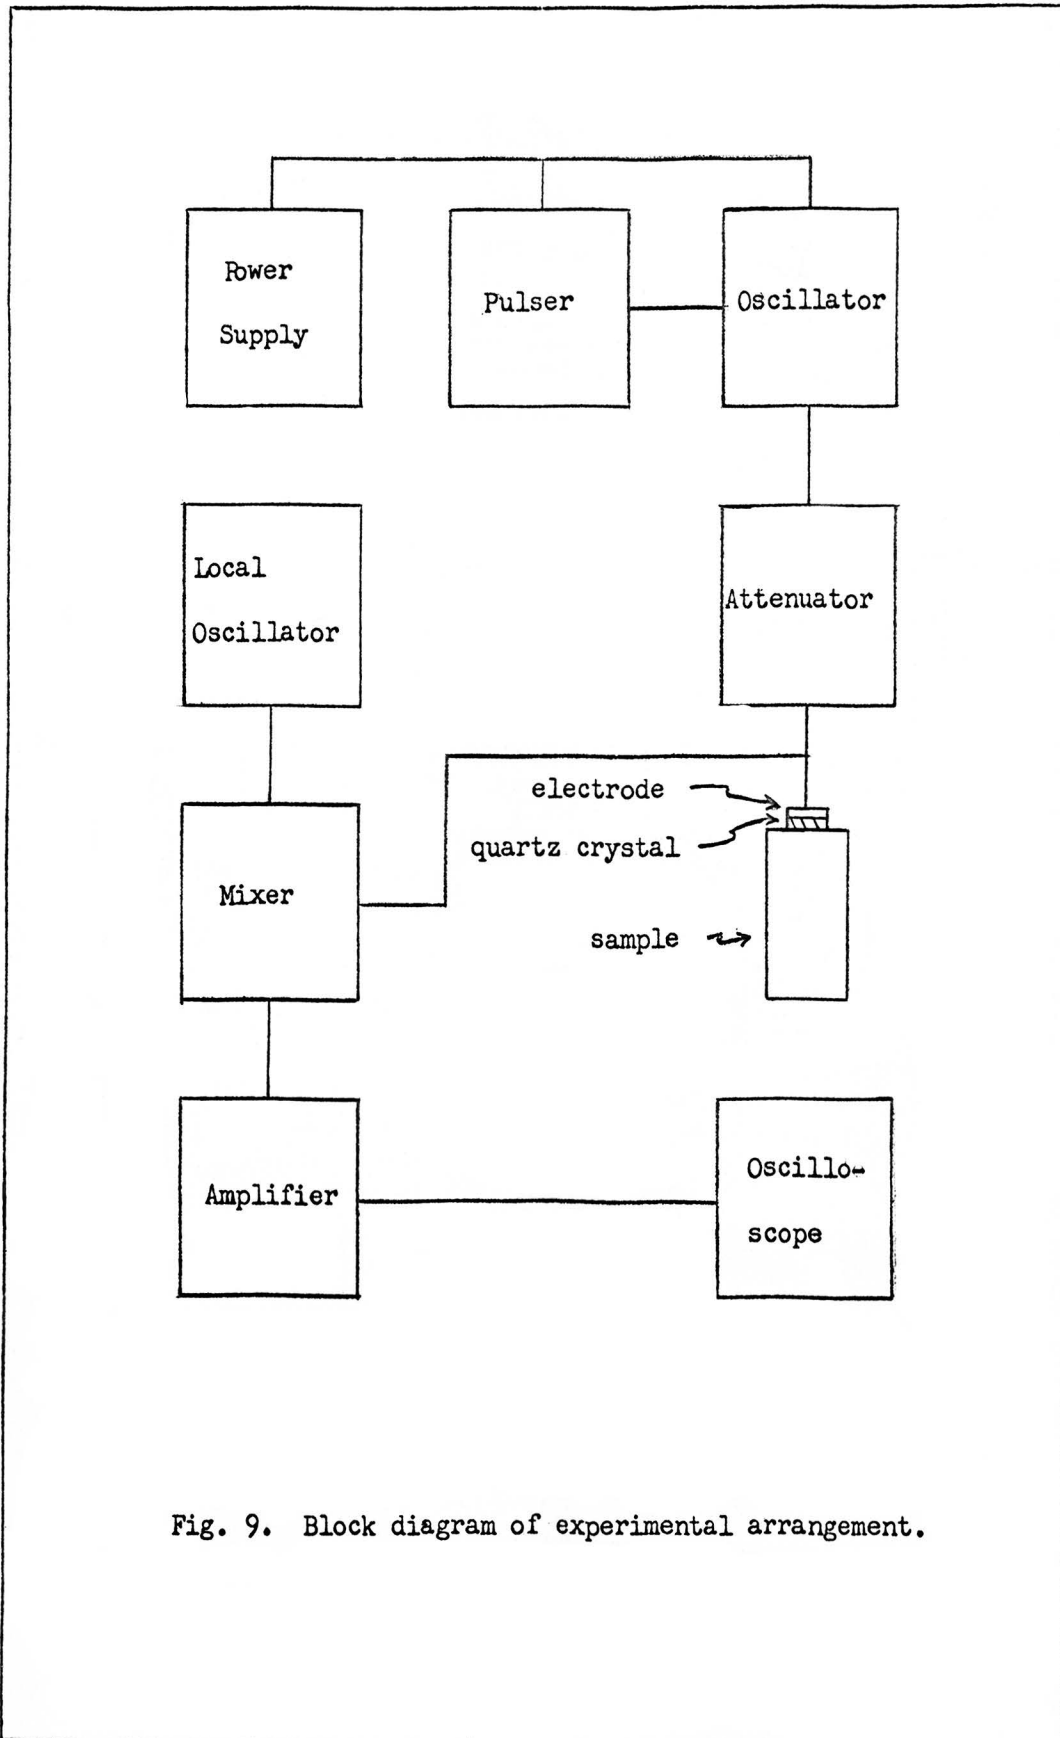 Power
Supply
Pulser
Oscillator
Local
Oscillator
Attenuator
electrode
quartz crystal
Mixer
sample
Amplifier
Oscillo-
scope
Fig. 9. Block diagram of experimental arrangement.